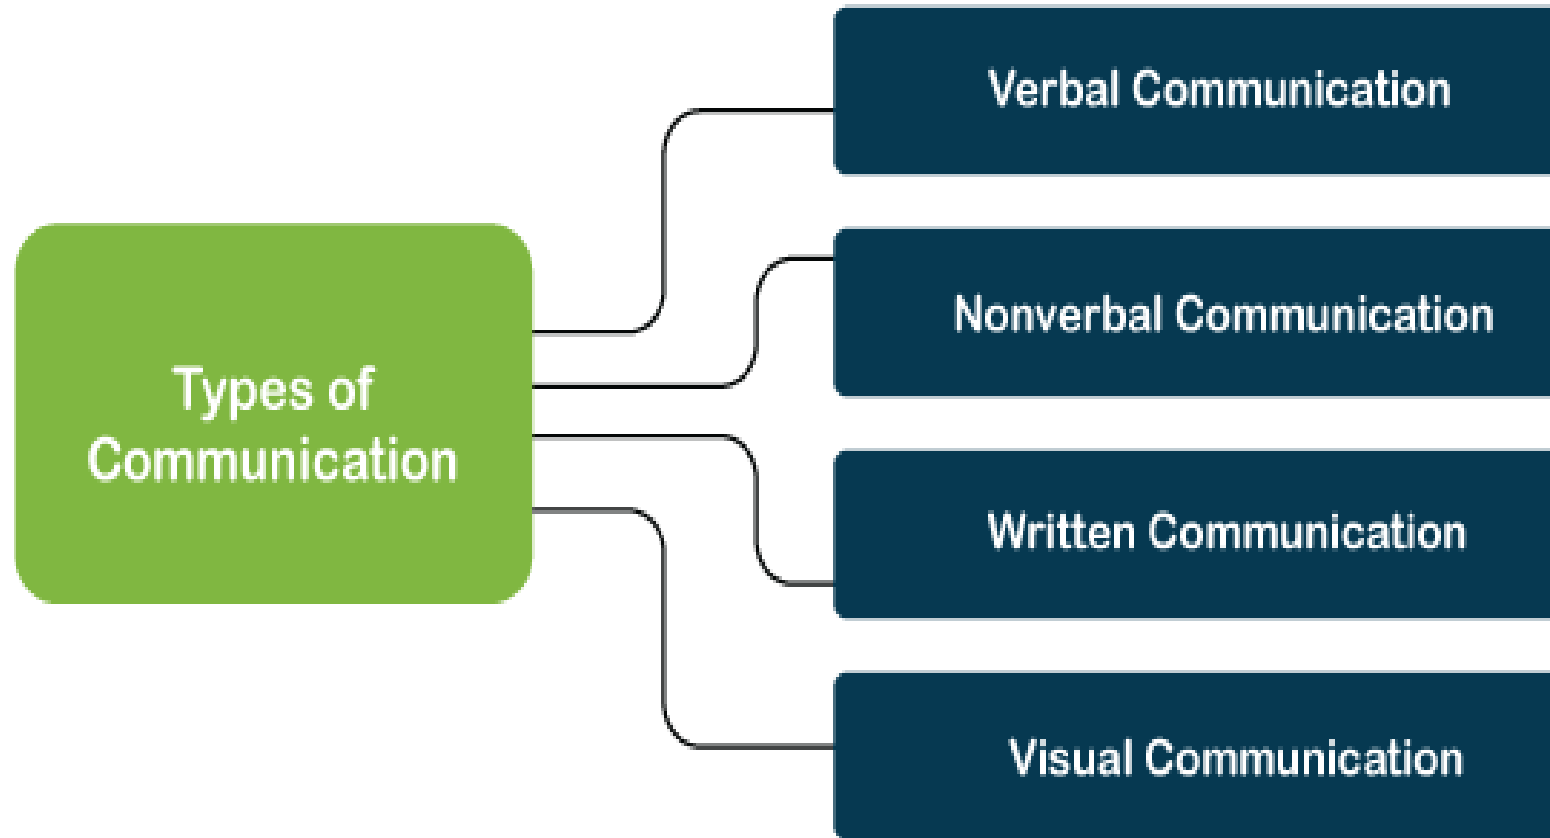 Verbal Communication
Nonverbal Communication
Types of
Communication
Written Communication
Visual Communication